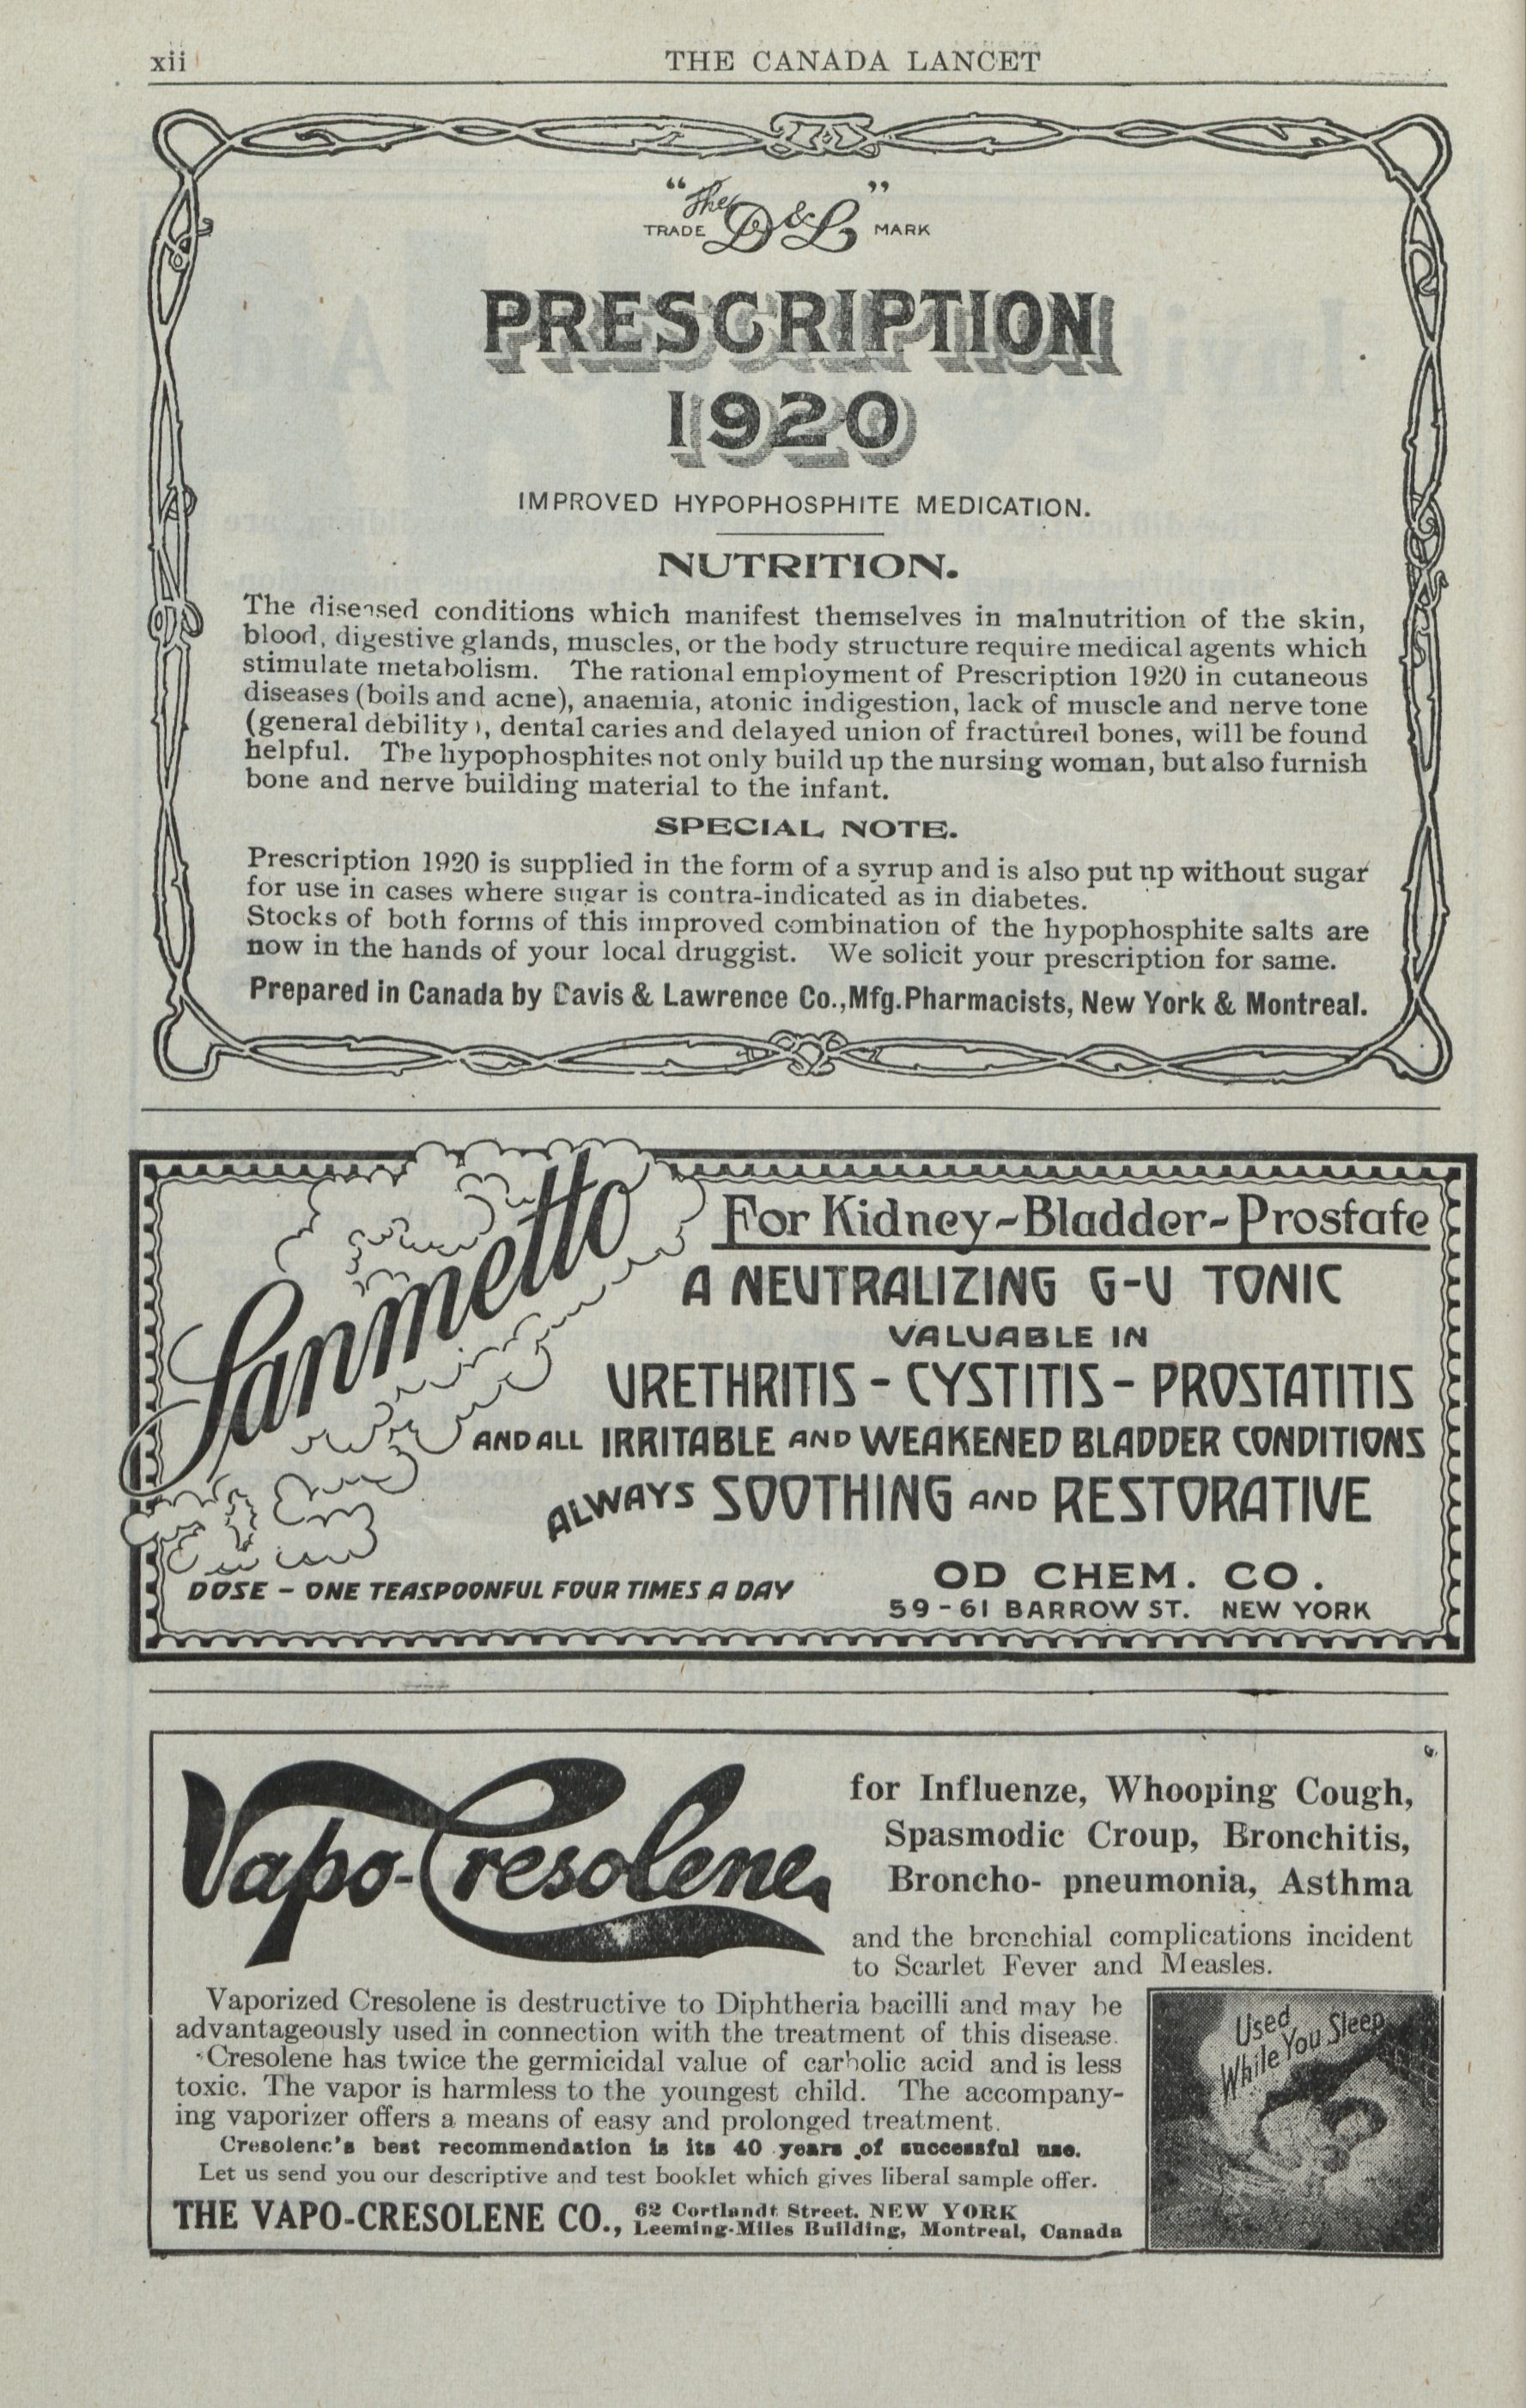 xii
THE CANADA LANCET
"The D & L"
TRADE MARK
PRESCRIPTION
1920
IMPROVED HYPOPHOSPHITE MEDICATION.
NUTRITION.
The diseased conditions which manifest themselves in malnutrition of the skin,
blood, digestive glands, muscles, or the body structure require medical agents which
stimulate metabolism. The rational employment of Prescription 1920 in cutaneous
diseases (boils and acne), anaemia, atonic indigestion, lack of muscle and nerve tone
(general debility), dental caries and delayed union of fractured bones, will be found
helpful. The hypophosphites not only build up the nursing woman, but also furnish
bone and nerve building material to the infant.
SPECIAL NOTE.
Prescription 1920 is supplied in the form of a syrup and is also put up without sugar
for use in cases where sugar is contra-indicated as in diabetes.
Stocks of both forms of this improved combination of the hypophosphite salts are
now in the hands of your local druggist. We solicit your prescription for same.
Prepared in Canada by Davis & Lawrence Co., Mfg. Pharmacists, New York & Montreal.
Sanmetto
For Kidney-Bladder-Prostate
A NEUTRALIZING G-U TONIC
VALUABLE IN
URETHRITIS - CYSTITIS - PROSTATITIS
AND ALL IRRITABLE AND WEAKENED BLADDER CONDITIONS
ALWAYS SOOTHING AND RESTORATIVE
DOSE - ONE TEASPOONFUL FOUR TIMES A DAY
OD CHEM. CO.
59-61 BARROW ST. NEW YORK
Vapo-Cresolene
for Influenze, Whooping Cough,
Spasmodic Croup, Bronchitis,
Broncho- pneumonia, Asthma
and the bronchial complications incident
to Scarlet Fever and Measles.
Vaporized Cresolene is destructive to Diphtheria bacilli and may be
advantageously used in connection with the treatment of this disease.
Cresolene has twice the germicidal value of carbolic acid and is less
toxic. The vapor is harmless to the youngest child. The accompany-
ing vaporizer offers a means of easy and prolonged treatment.
Cresolene's best recommendation is its 40 years of successful use.
Let us send you our descriptive and test booklet which gives liberal sample offer.
THE VAPO-CRESOLENE CO., 62 Cortlandt Street, NEW YORK
Leeming-Miles Building, Montreal, Canada
Used
While You Sleep